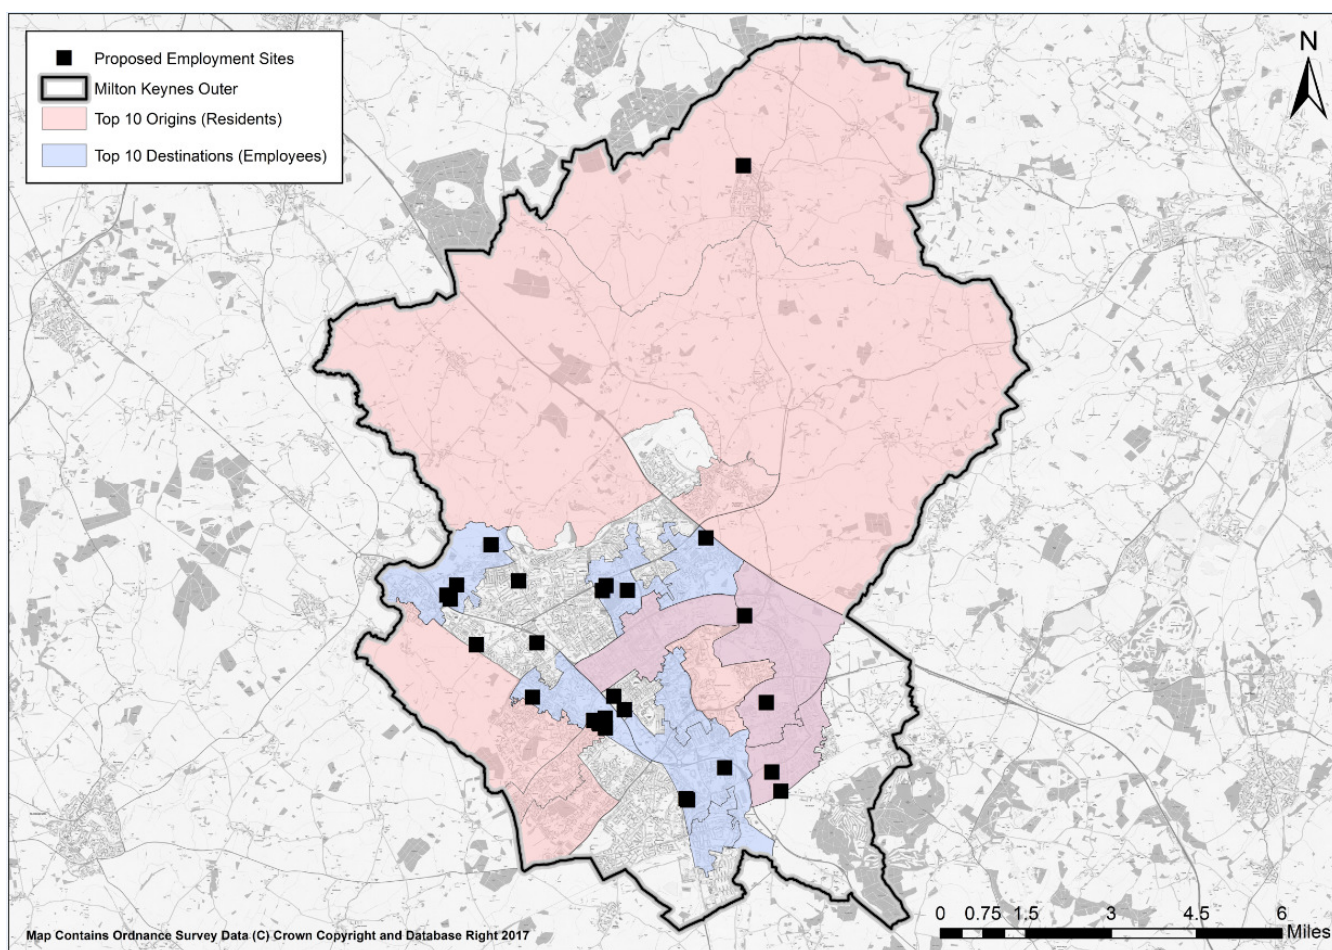 Proposed Employment Sites
Milton Keynes Outer
Top 10 Origins (Residents)
Top 10 Destinations (Employees)
N
0 0.75 1.5 3 4.5 6
Miles
Map Contains Ordnance Survey Data (C) Crown Copyright and Database Right 2017